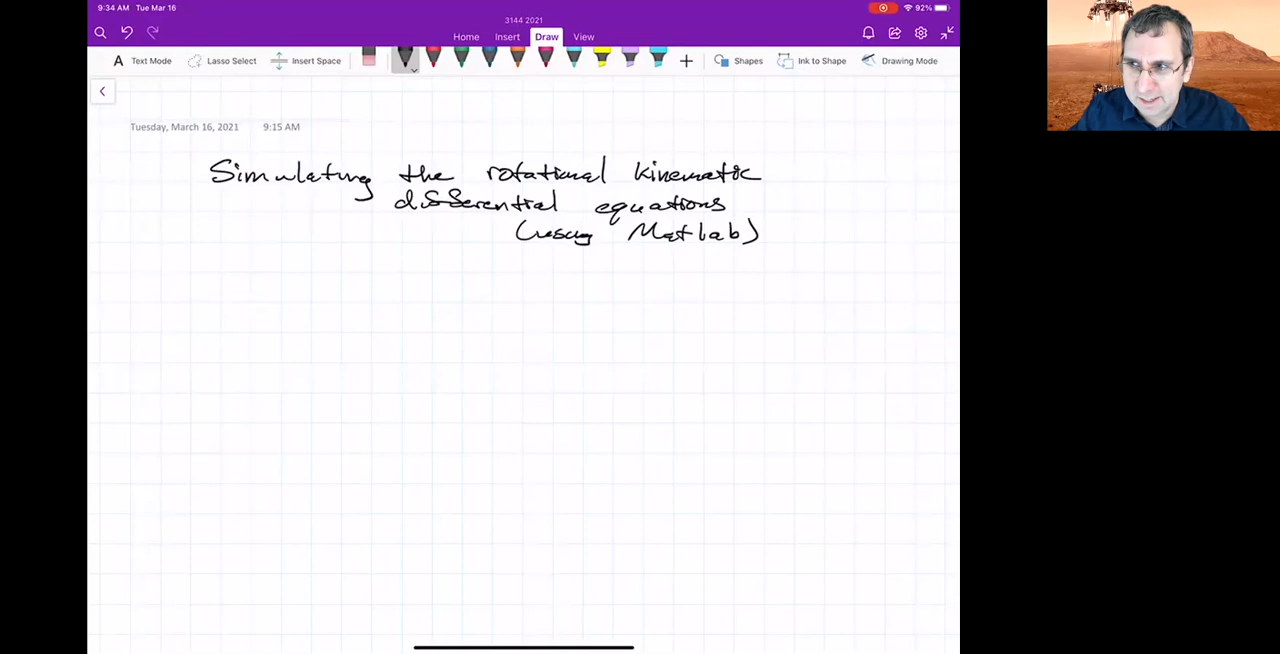 9:34 AM Tue Mar 16
92%
3144 2021
Home Insert Draw View
Text Mode Lasso Select Insert Space Shapes Ink to Shape Drawing Mode
Tuesday, March 16, 2021 9:15 AM
Simulating the rotational kinematic
differential equations
(using Matlab)